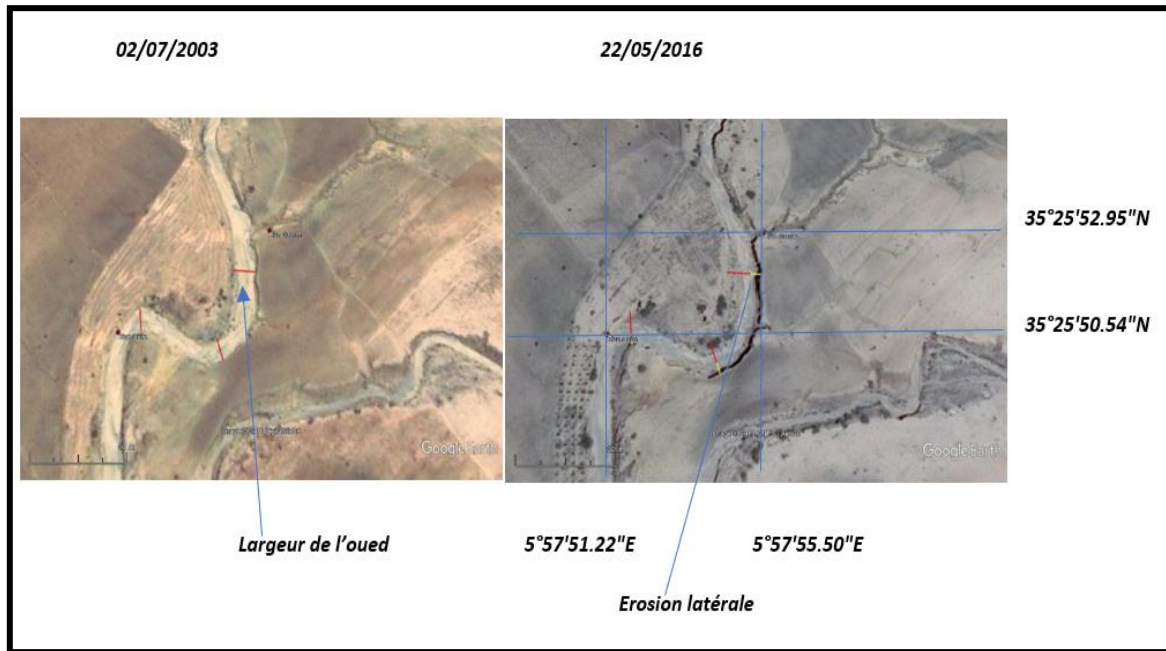 02/07/2003
22/05/2016
35°25'52.95"N
35°25'50.54"N
Google Earth
Google Earth
Largeur de l'oued
5°57'51.22"E
5°57'55.50"E
Erosion latérale